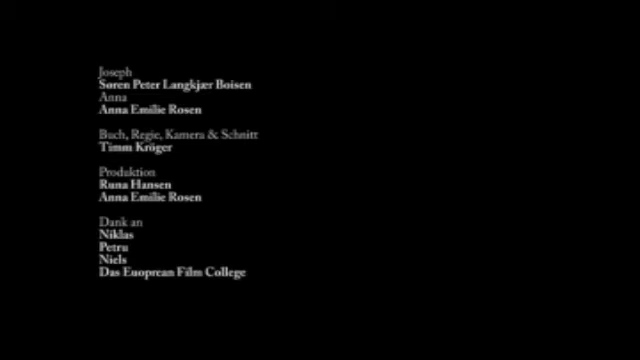 Joseph
Søren Peter Langkjær Boisen
Anna
Anna Emilie Rosen
Buch, Regie, Kamera & Schnitt
Timm Kröger
Produktion
Runa Hansen
Anna Emilie Rosen
Dank an
Niklas
Petru
Niels
Das Euoprean Film College